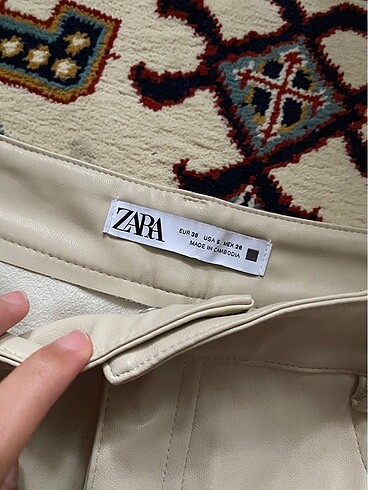 ZARA
EUR 38 USA 6 MEX 28
MADE IN CAMBODIA